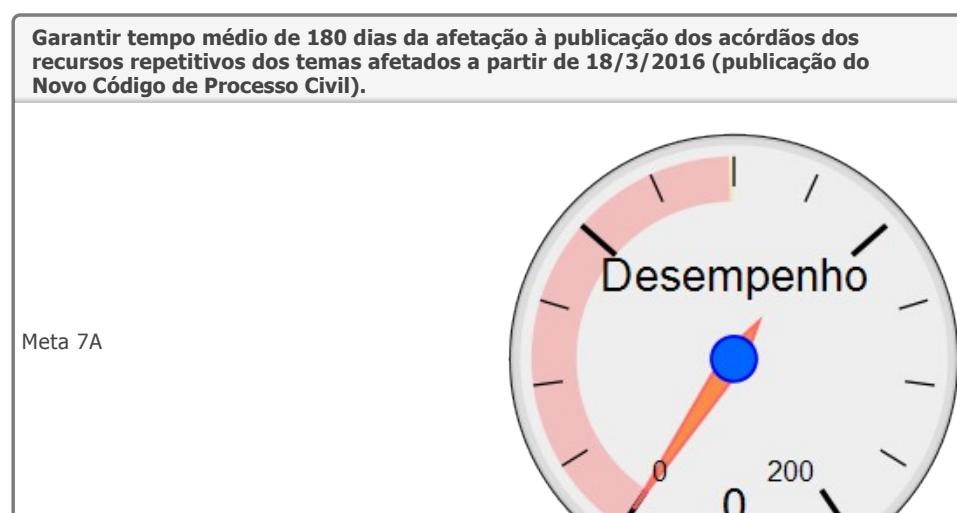 Garantir tempo médio de 180 dias da afetação à publicação dos acórdãos dos
recursos repetitivos dos temas afetados a partir de 18/3/2016 (publicação do
Novo Código de Processo Civil).
Desempenho
Meta 7A
0 200
0